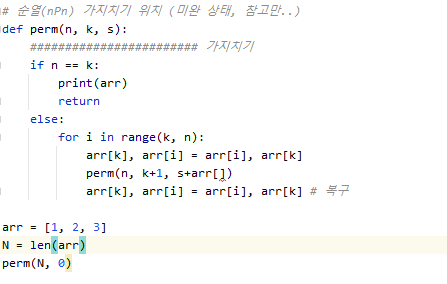 # 순열(nPn) 가지치기 위치 (미완 상태, 참고만..)
def perm(n, k, s):
    ######################## 가지치기
    if n == k:
        print(arr)
        return
    else:
        for i in range(k, n):
            arr[k], arr[i] = arr[i], arr[k]
            perm(n, k+1, s+arr[])
            arr[k], arr[i] = arr[i], arr[k] # 복구
arr = [1, 2, 3]
N = len(arr)
perm(N, 0)